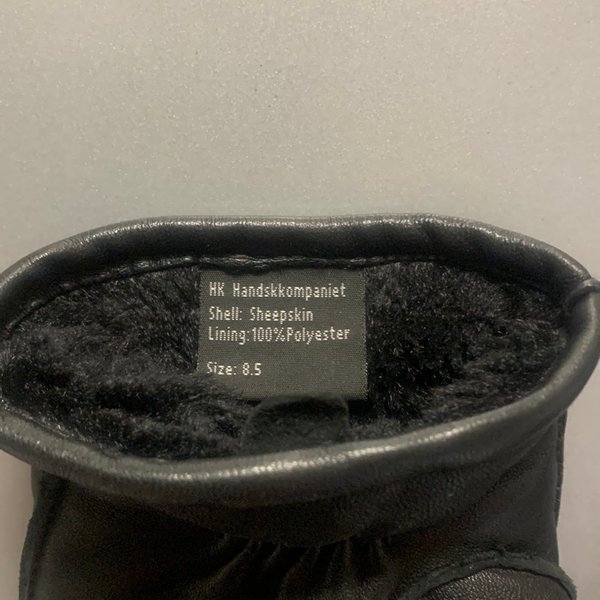 HK Handskkompaniet
Shell: Sheepskin
Lining:100%Polyester
Size: 8.5